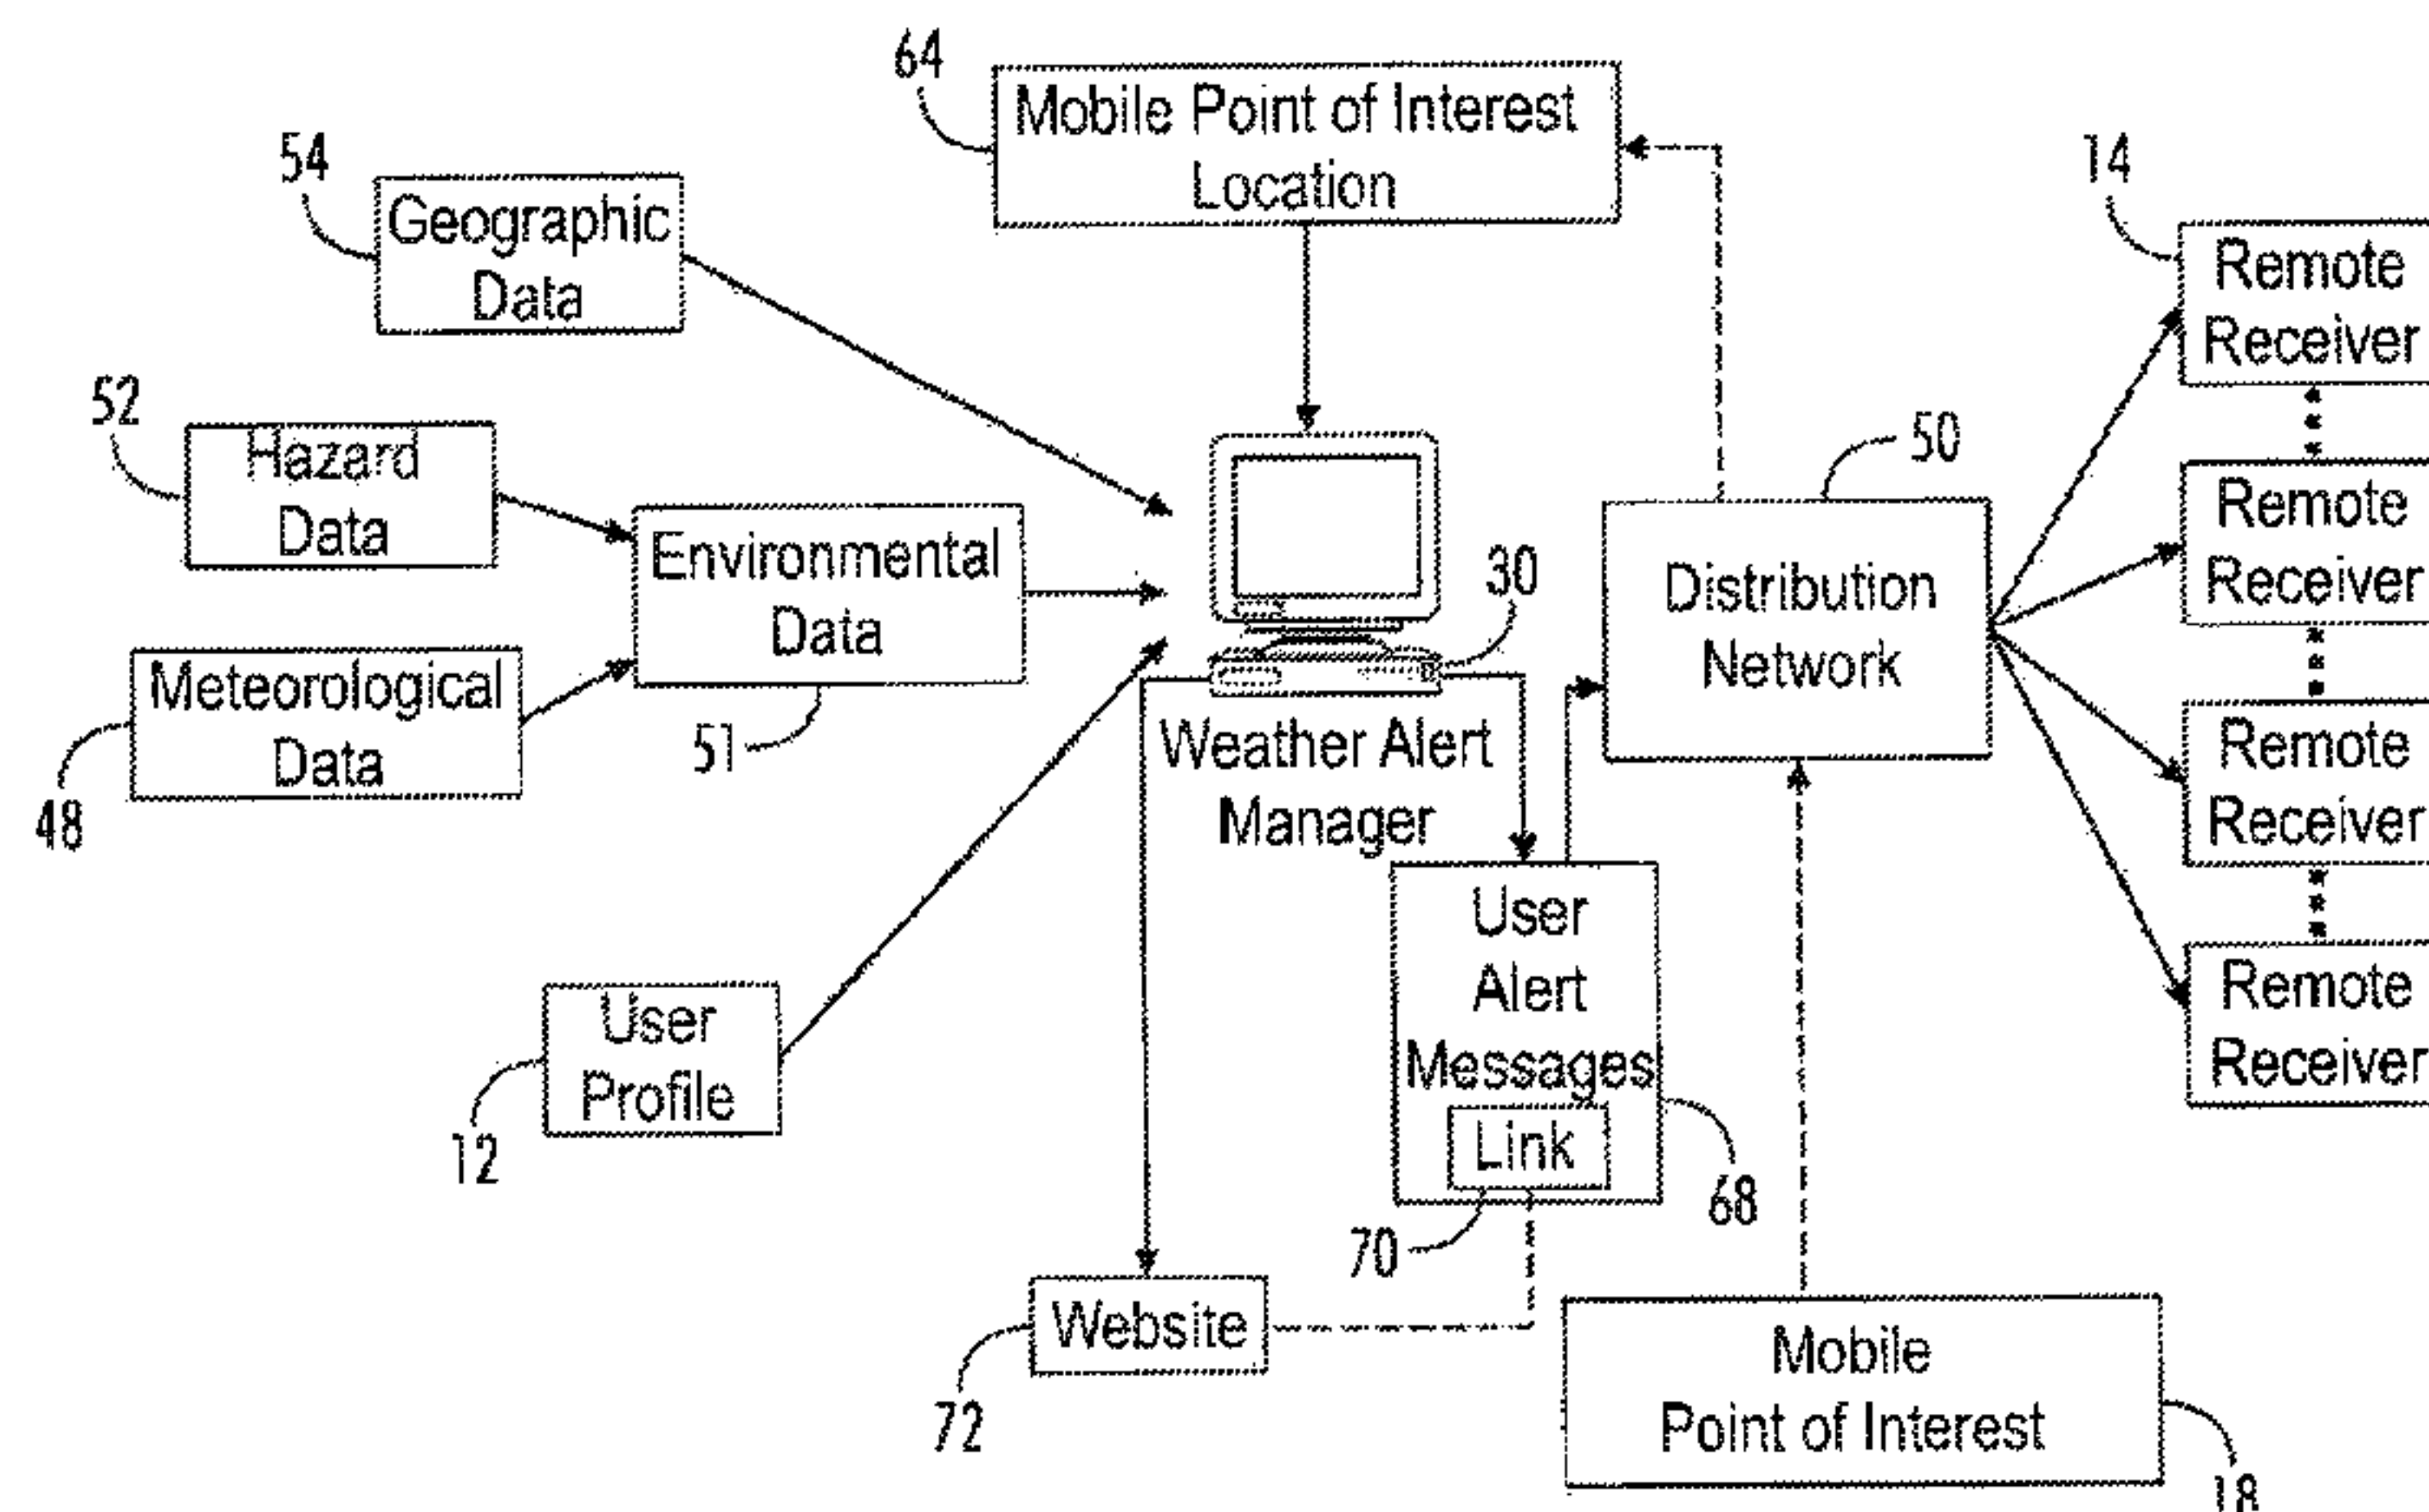 64
Mobile Point of Interest
Location
54
Geographic
Data
14
Remote
Receiver
52
Hazard
Data
Environmental
Data
51
50
Distribution
Network
Remote
Receiver
30
Meteorological
Data
48
Weather Alert
Manager
Remote
Receiver
User
Alert
Messages
Link
68
70
Remote
Receiver
User
Profile
12
Website
72
Mobile
Point of Interest
18